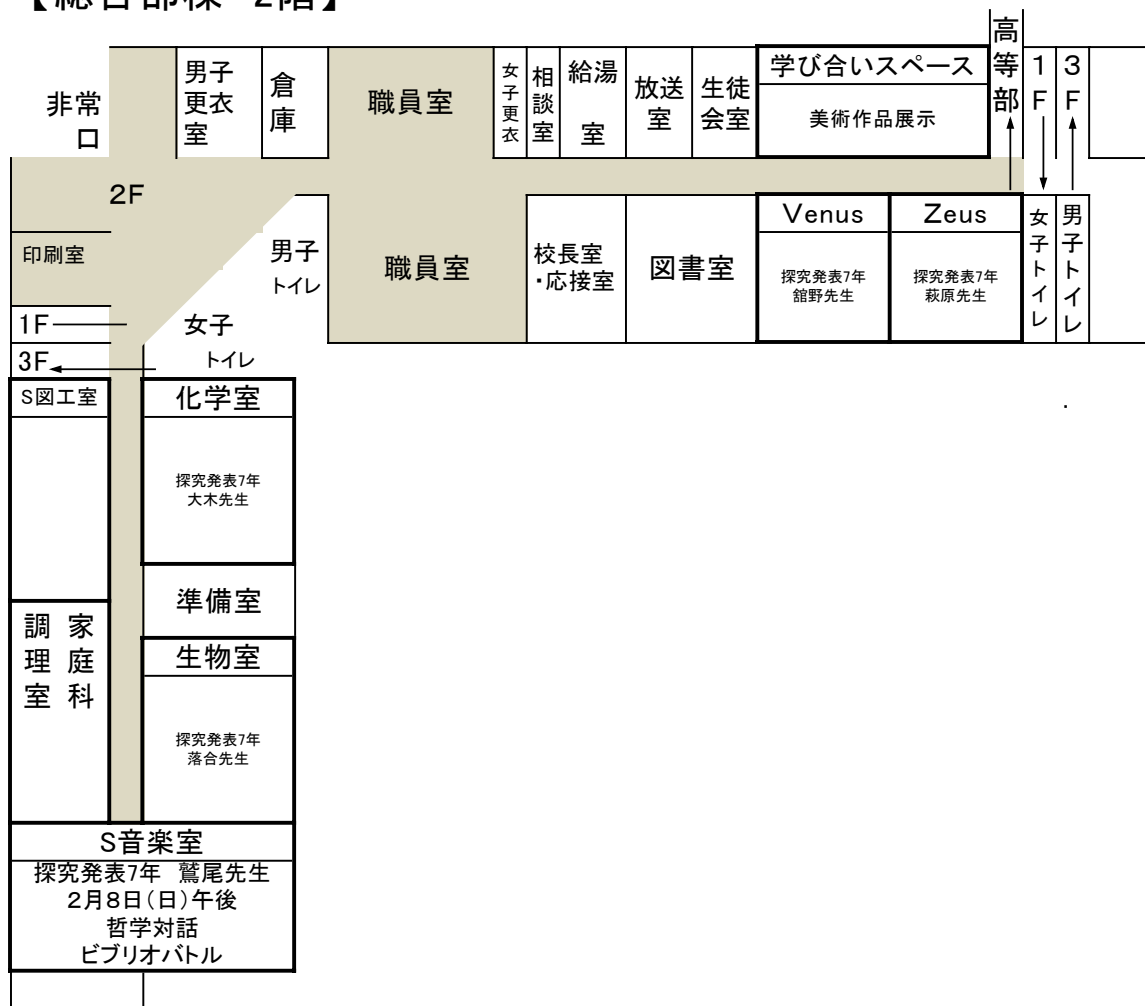 【総合部棟 2階】
非常
口
男子
更衣
室
倉
庫
職員室
女子更衣
相談室
給湯
室
放送
室
生徒
会室
学び合いスペース
美術作品展示
高等部
1F
3F
2F
印刷室
1F
3F
男子
トイレ
女子
トイレ
職員室
校長室
・応接室
図書室
Venus
探究発表7年
舘野先生
Zeus
探究発表7年
萩原先生
女子トイレ
男子トイレ
S図工室
化学室
探究発表7年
大木先生
準備室
家庭科
調理室
生物室
探究発表7年
落合先生
S音楽室
探究発表7年 鷲尾先生
2月8日(日)午後
哲学対話
ビブリオバトル